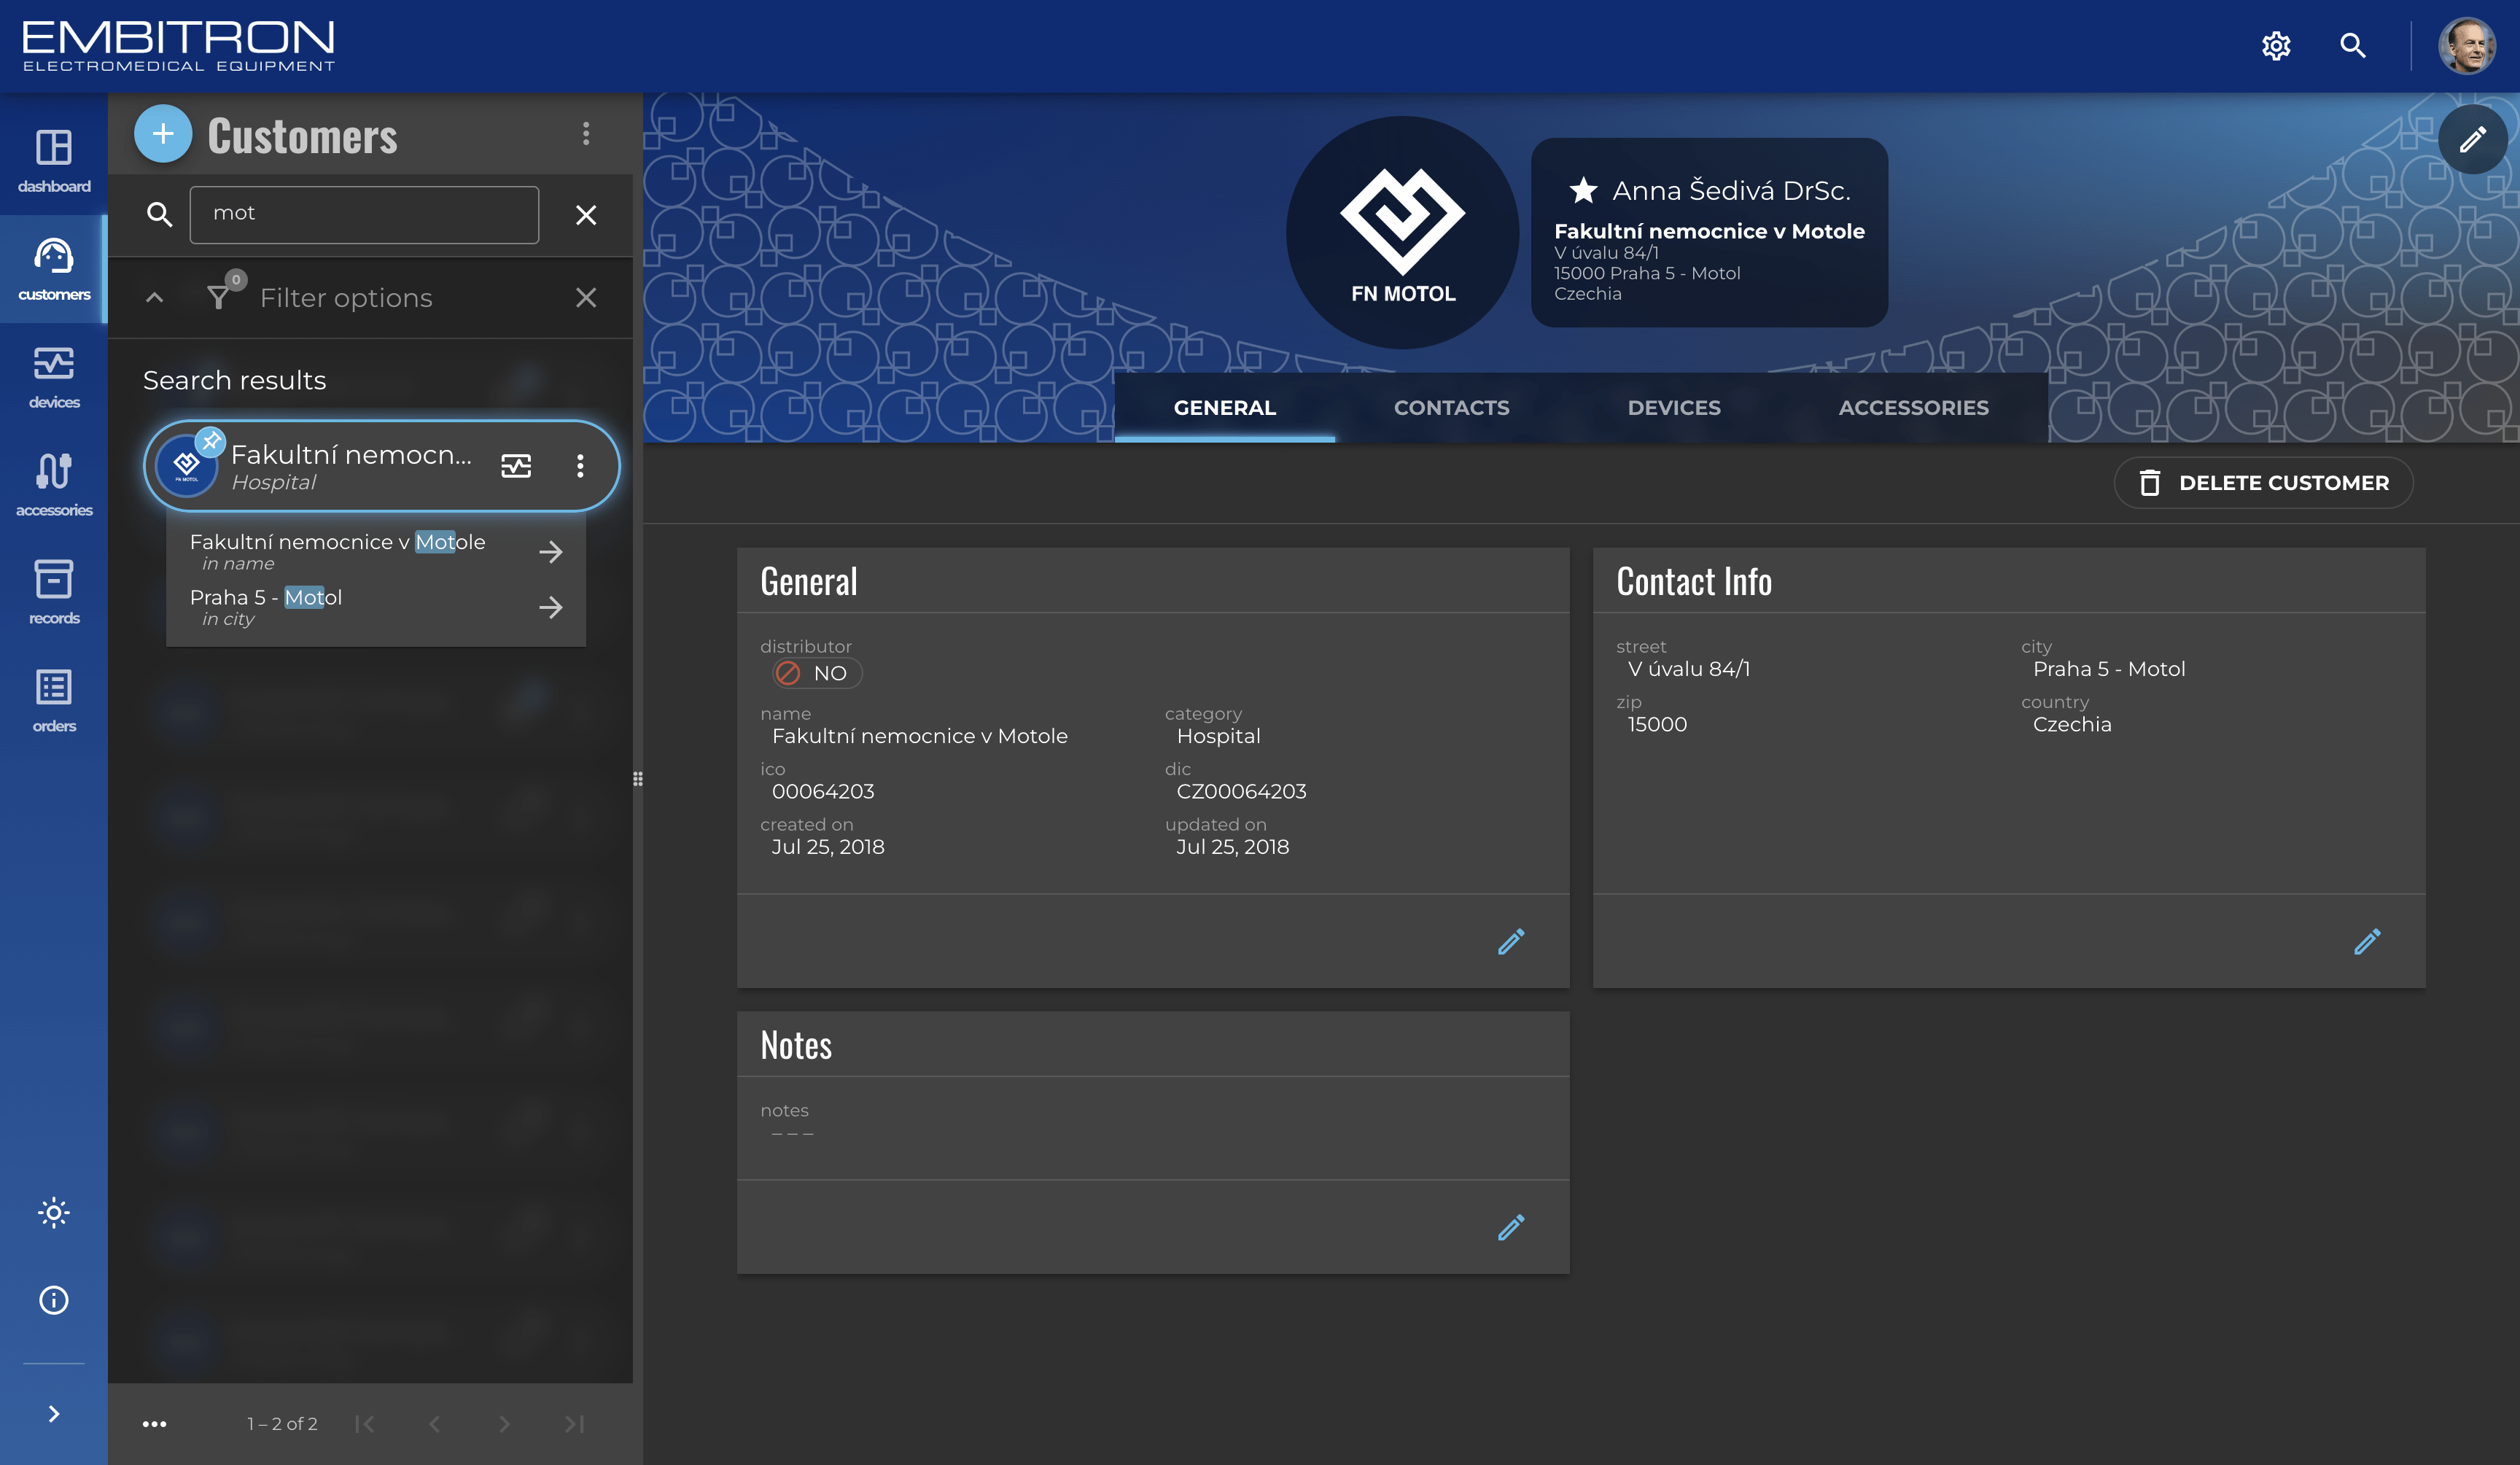 EMBITRON
ELECTROMEDICAL EQUIPMENT
dashboard
customers
devices
accessories
records
orders
Customers
mot
0
Filter options
Search results
FN MOTOL
Fakultní nemocn...
Hospital
Fakultní nemocnice v Motole
in name
Praha 5 - Motol
in city
1 – 2 of 2
FN MOTOL
Anna Šedivá DrSc.
Fakultní nemocnice v Motole
V úvalu 84/1
15000 Praha 5 - Motol
Czechia
GENERAL CONTACTS DEVICES ACCESSORIES
DELETE CUSTOMER
General
distributor
NO
name category
Fakultní nemocnice v Motole Hospital
ico dic
00064203 CZ00064203
created on updated on
Jul 25, 2018 Jul 25, 2018
Contact Info
street city
V úvalu 84/1 Praha 5 - Motol
zip country
15000 Czechia
Notes
notes
– – –